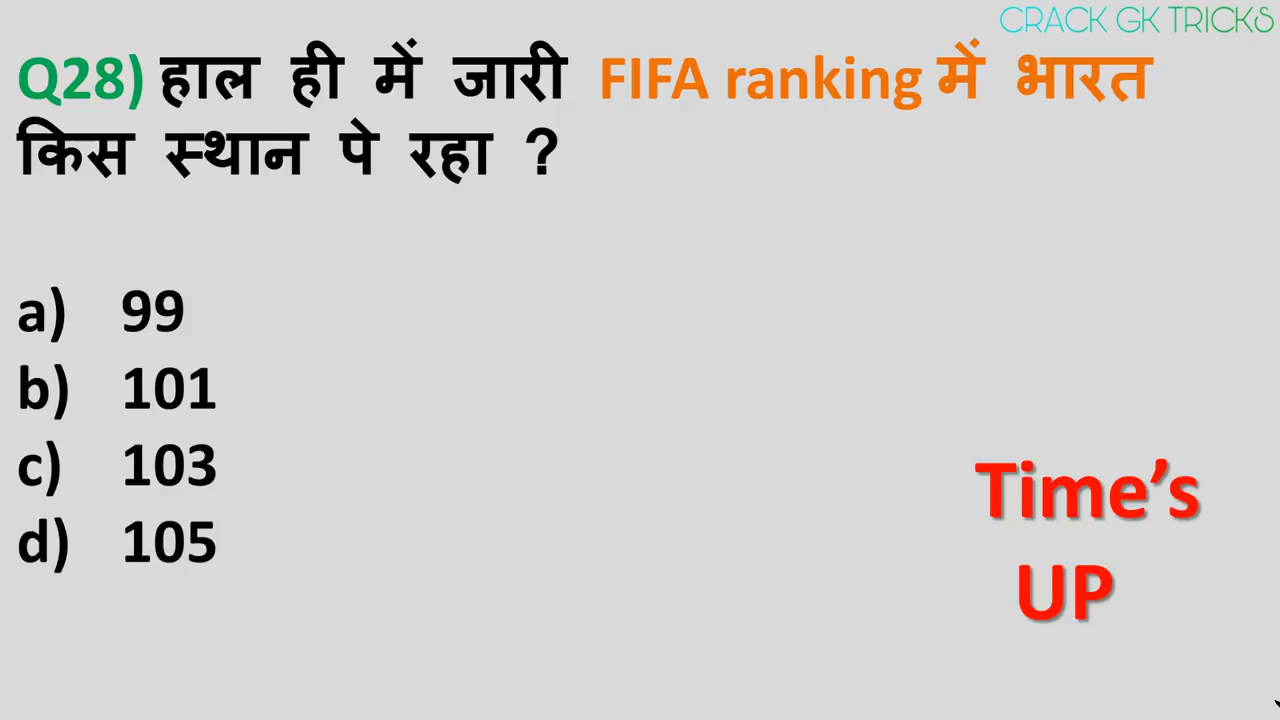 CRACK GK TRICKS
Q28) हाल ही में जारी FIFA ranking में भारत
किस स्थान पे रहा ?
a) 99
b) 101
c) 103
d) 105
Time's
UP